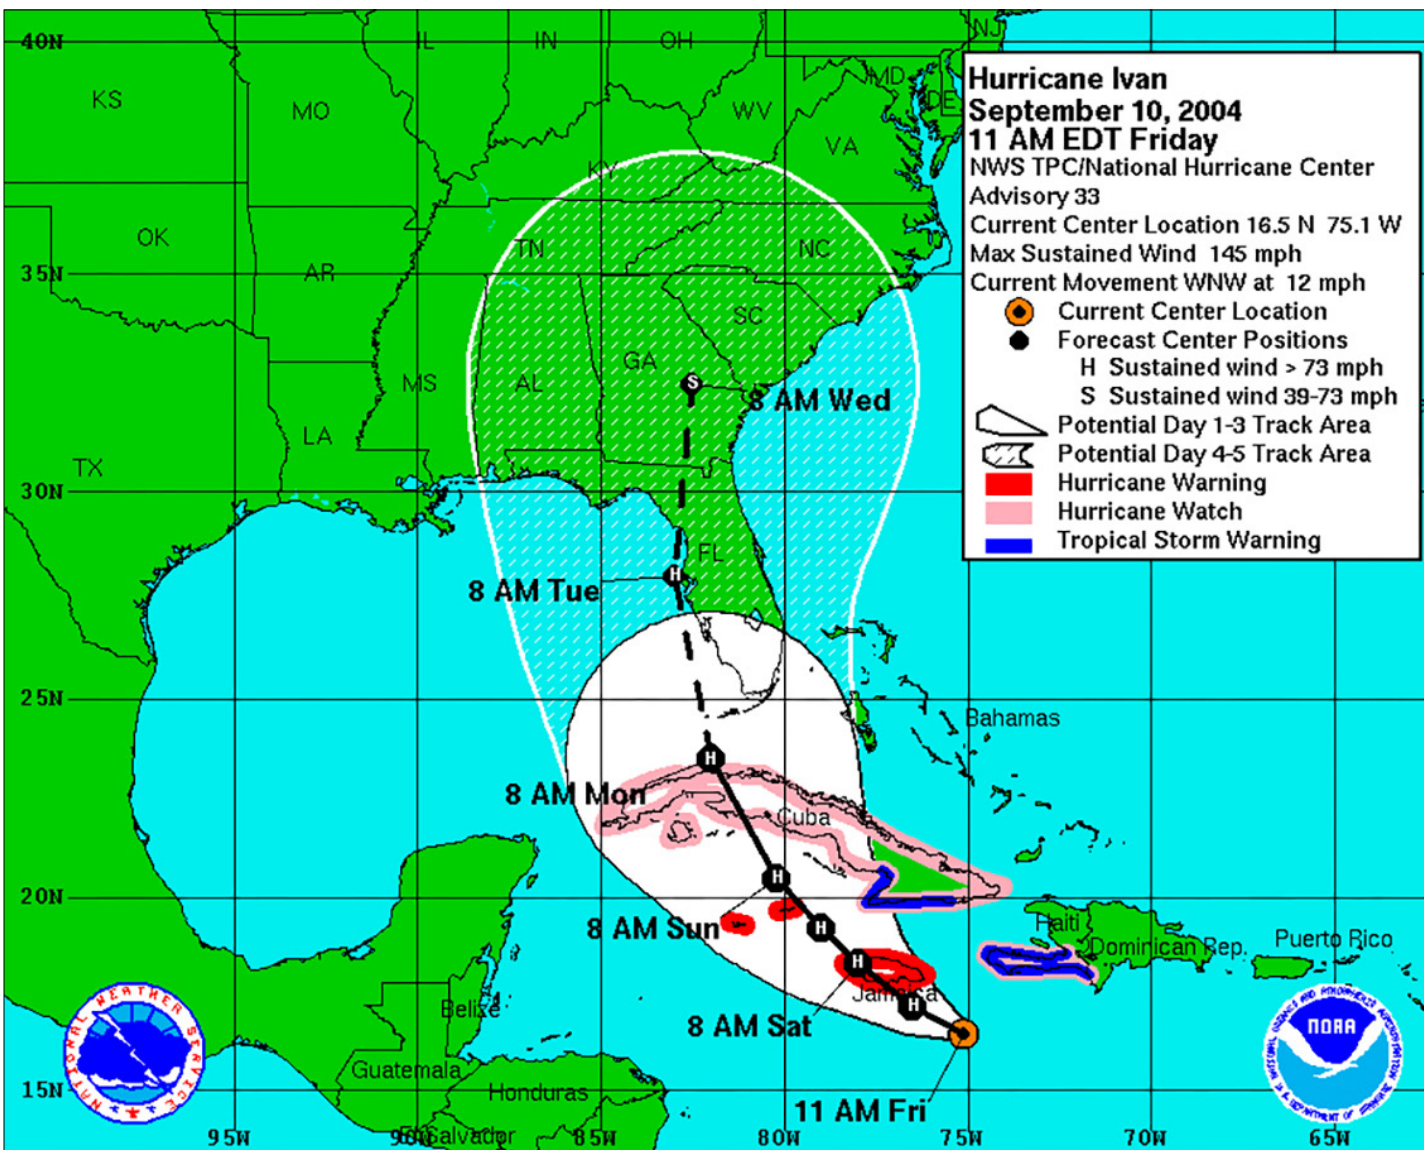 40N
KS
MO
IL
IN
OH
NJ
MD
DE
WV
VA
KY
Hurricane Ivan
September 10, 2004
11 AM EDT Friday
NWS TPC/National Hurricane Center
Advisory 33
Current Center Location 16.5 N 75.1 W
Max Sustained Wind 145 mph
Current Movement WNW at 12 mph
Current Center Location
Forecast Center Positions
H Sustained wind > 73 mph
S Sustained wind 39-73 mph
Potential Day 1-3 Track Area
Potential Day 4-5 Track Area
Hurricane Warning
Hurricane Watch
Tropical Storm Warning
OK
TN
NC
35N
AR
SC
GA
MS
AL
S
8 AM Wed
LA
TX
30N
FL
H
8 AM Tue
25N
Bahamas
H
8 AM Mon
Cuba
H
20N
8 AM Sun
H
Haiti
Dominican Rep.
Puerto Rico
H
Jamaica
H
8 AM Sat
Belize
NATIONAL WEATHER SERVICE
NOAA
Guatemala
15N
Honduras
11 AM Fri
El Salvador
95W
90W
85W
80W
75W
70W
65W